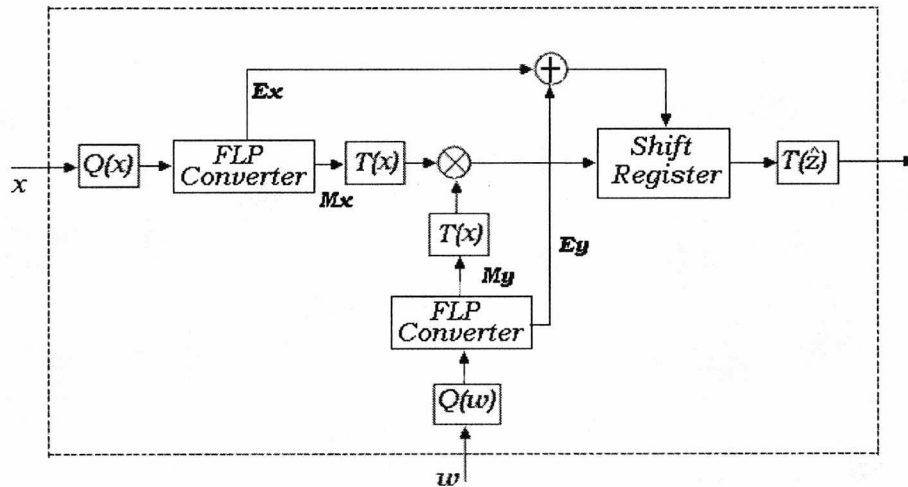 Ex
x
Q(x)
FLP
Converter
Mx
T(x)
Shift
Register
T(ẑ)
T(x)
My
Ey
FLP
Converter
Q(w)
w